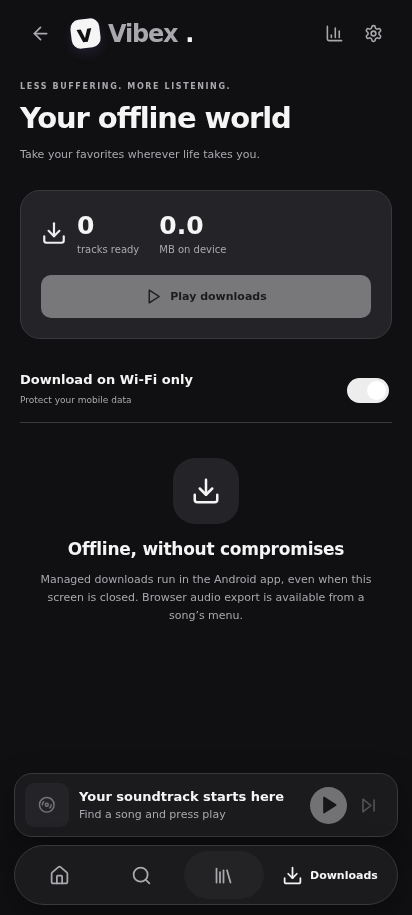 v Vibex .
LESS BUFFERING. MORE LISTENING.
Your offline world
Take your favorites wherever life takes you.
0 0.0
tracks ready MB on device
Play downloads
Download on Wi-Fi only
Protect your mobile data
Offline, without compromises
Managed downloads run in the Android app, even when this
screen is closed. Browser audio export is available from a
song’s menu.
Your soundtrack starts here
Find a song and press play
Downloads